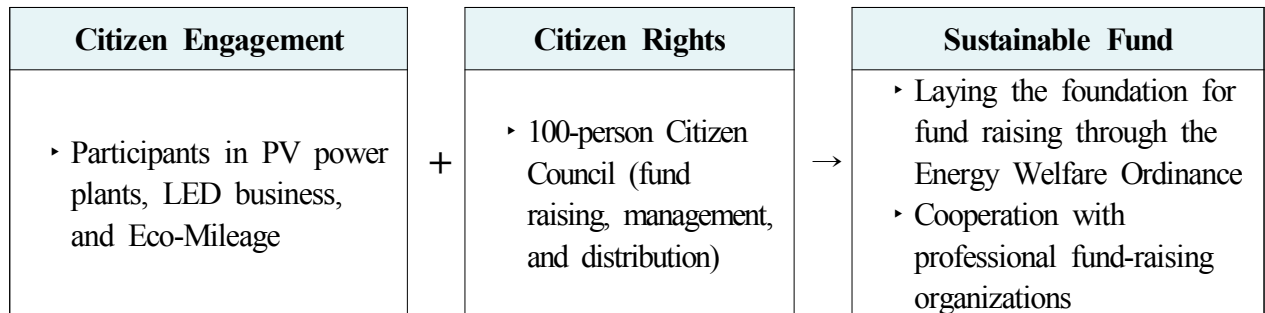 Citizen Engagement
‣ Participants in PV power
plants, LED business,
and Eco-Mileage
+
Citizen Rights
‣ 100-person Citizen
Council (fund
raising, management,
and distribution)
→
Sustainable Fund
‣ Laying the foundation for
fund raising through the
Energy Welfare Ordinance
‣ Cooperation with
professional fund-raising
organizations